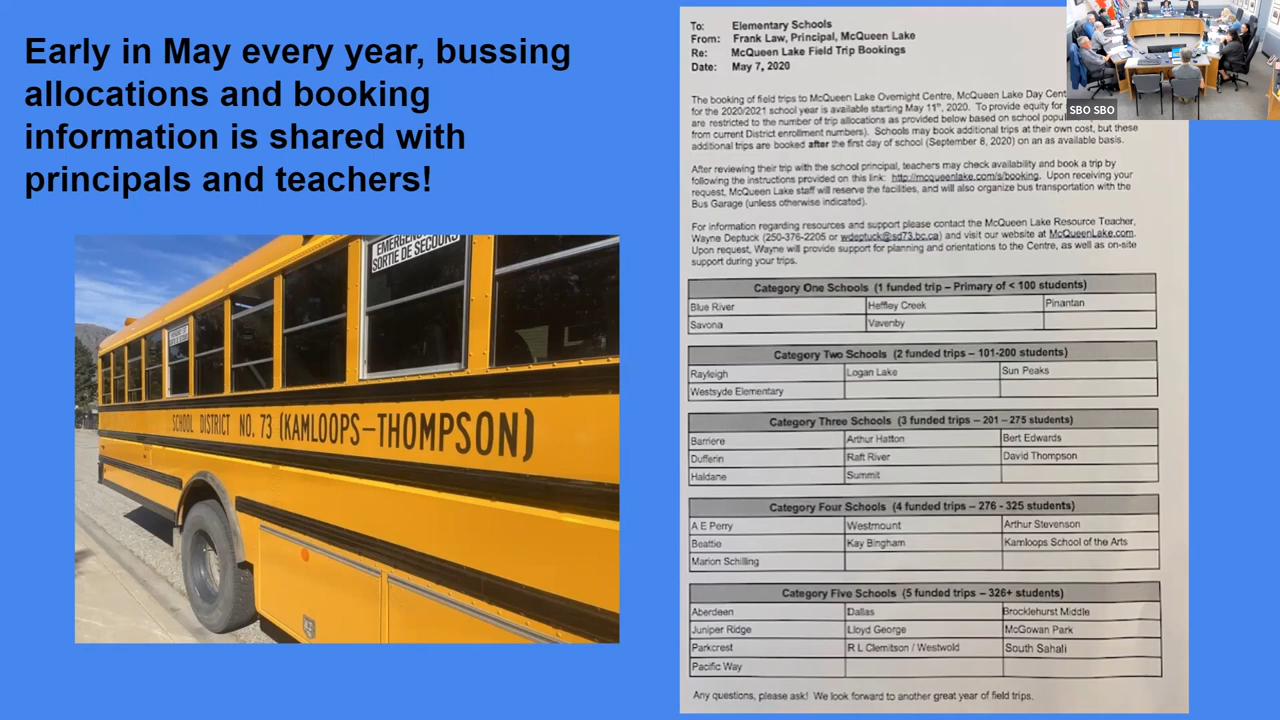 Early in May every year, bussing
allocations and booking
information is shared with
principals and teachers!
EMERGENCY
SORTIE DE SECOURS
SCHOOL DISTRICT NO. 73 (KAMLOOPS–THOMPSON)
To: Elementary Schools
From: Frank Law, Principal, McQueen Lake
Re: McQueen Lake Field Trip Bookings
Date: May 7, 2020
SBO SBO
The booking of field trips to McQueen Lake Overnight Centre, McQueen Lake Day
for the 2020/2021 school year is available starting May 11th, 2020. To provide equity for
are restricted to the number of trip allocations as provided below based on school
from current District enrollment numbers). Schools may book additional trips at their own cost, but these
additional trips are booked after the first day of school (September 8, 2020) on an as available basis.
After reviewing their trip with the school principal, teachers may check availability and book a trip by
following the instructions provided on this link: http://mcqueenlake.com/s/booking. Upon receiving your
request, McQueen Lake staff will reserve the facilities, and will also organize bus transportation with the
Bus Garage (unless otherwise indicated).
For information regarding resources and support please contact the McQueen Lake Resource Teacher,
Wayne Deptuck (250-376-2205 or wdeptuck@sd73.bc.ca) and visit our website at McQueenLake.com.
Upon request, Wayne will provide support for planning and orientations to the Centre, as well as on-site
support during your trips.
Category One Schools (1 funded trip – Primary of < 100 students)
Blue River Heffley Creek Pinantan
Savona Vavenby
Category Two Schools (2 funded trips – 101-200 students)
Rayleigh Logan Lake Sun Peaks
Westsyde Elementary
Category Three Schools (3 funded trips – 201 – 275 students)
Barriere Arthur Hatton Bert Edwards
Dufferin Raft River David Thompson
Haldane Summit
Category Four Schools (4 funded trips – 276 - 325 students)
A E Perry Westmount Arthur Stevenson
Beattie Kay Bingham Kamloops School of the Arts
Marion Schilling
Category Five Schools (5 funded trips – 326+ students)
Aberdeen Dallas Brocklehurst Middle
Juniper Ridge Lloyd George McGowan Park
Parkcrest R L Clemitson / Westwold South Sahali
Pacific Way
Any questions, please ask! We look forward to another great year of field trips.